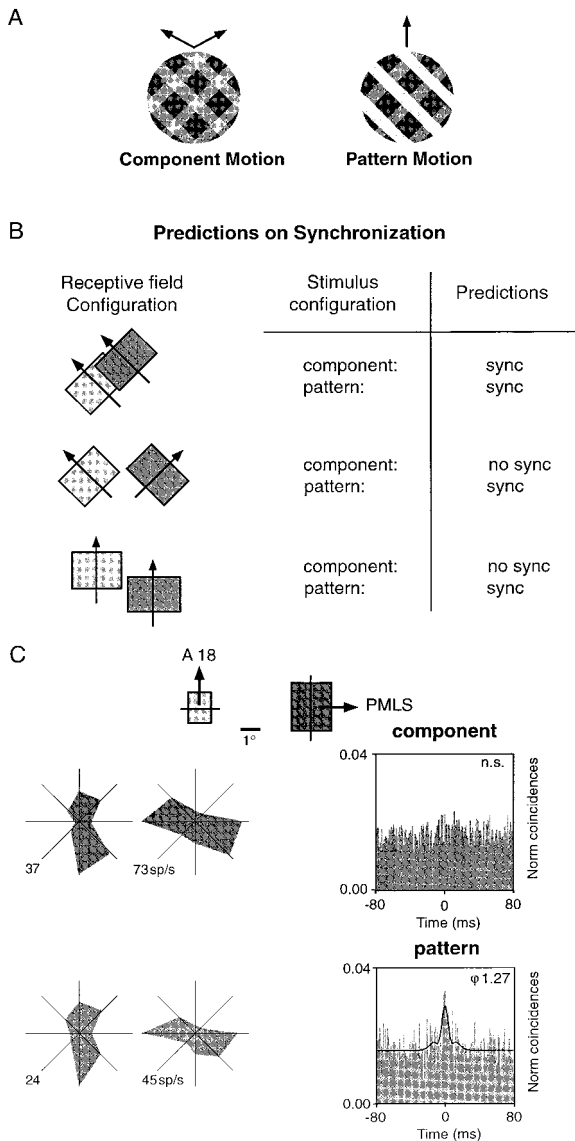 A
Component Motion
Pattern Motion
B
Predictions on Synchronization
Receptive field
Configuration
Stimulus
configuration
Predictions
component:
sync
pattern:
sync
component:
no sync
pattern:
sync
component:
no sync
pattern:
sync
C
A 18
PMLS
1°
component
0.04
n.s.
Norm coincidences
37
73sp/s
0.00
-80
0
80
Time (ms)
pattern
0.04
φ 1.27
Norm coincidences
24
45sp/s
0.00
-80
0
80
Time (ms)